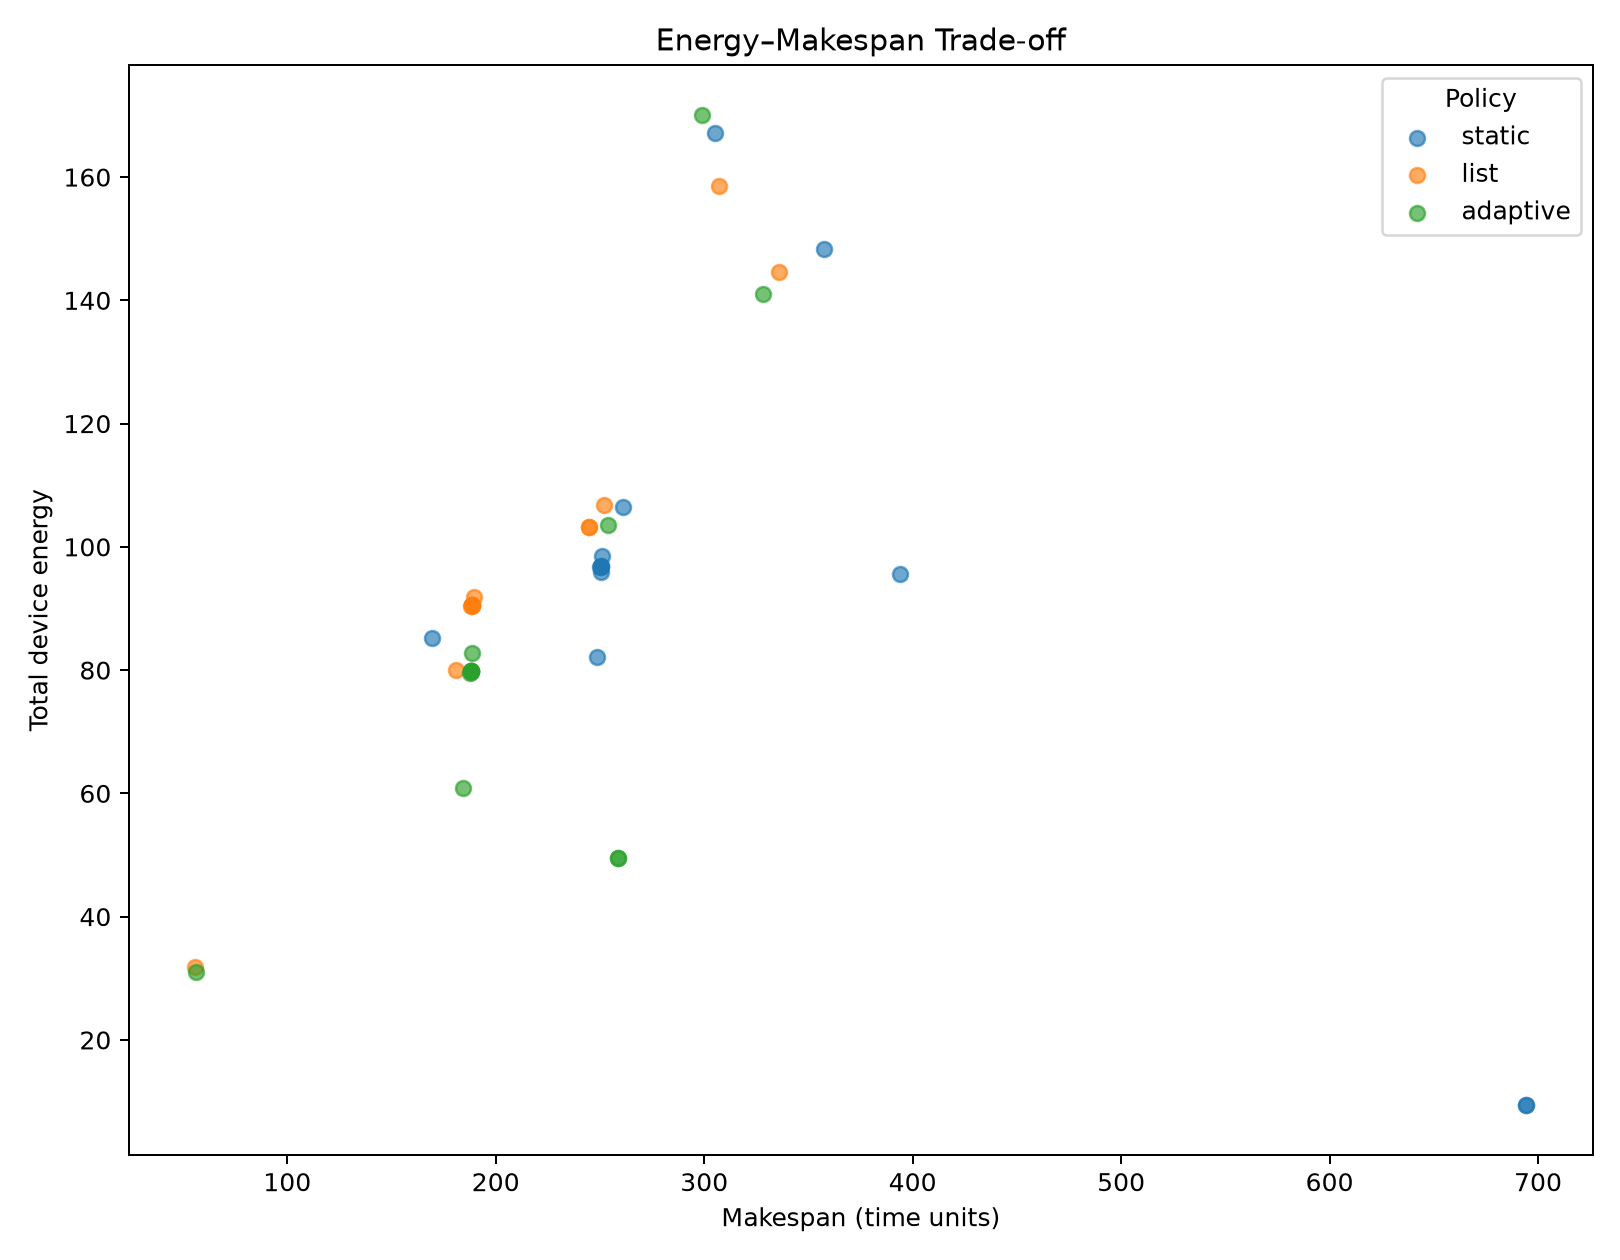 Energy–Makespan Trade-off
Policy
static
list
adaptive
Total device energy
160
140
120
100
80
60
40
20
100
200
300
400
500
600
700
Makespan (time units)